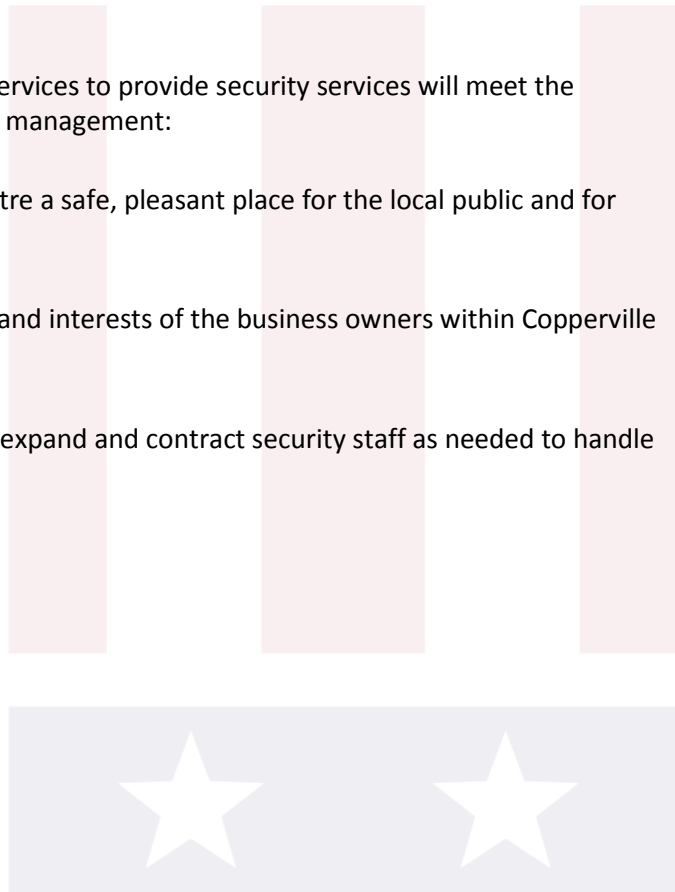 ervices to provide security services will meet the
management:
tre a safe, pleasant place for the local public and for
and interests of the business owners within Copperville
expand and contract security staff as needed to handle